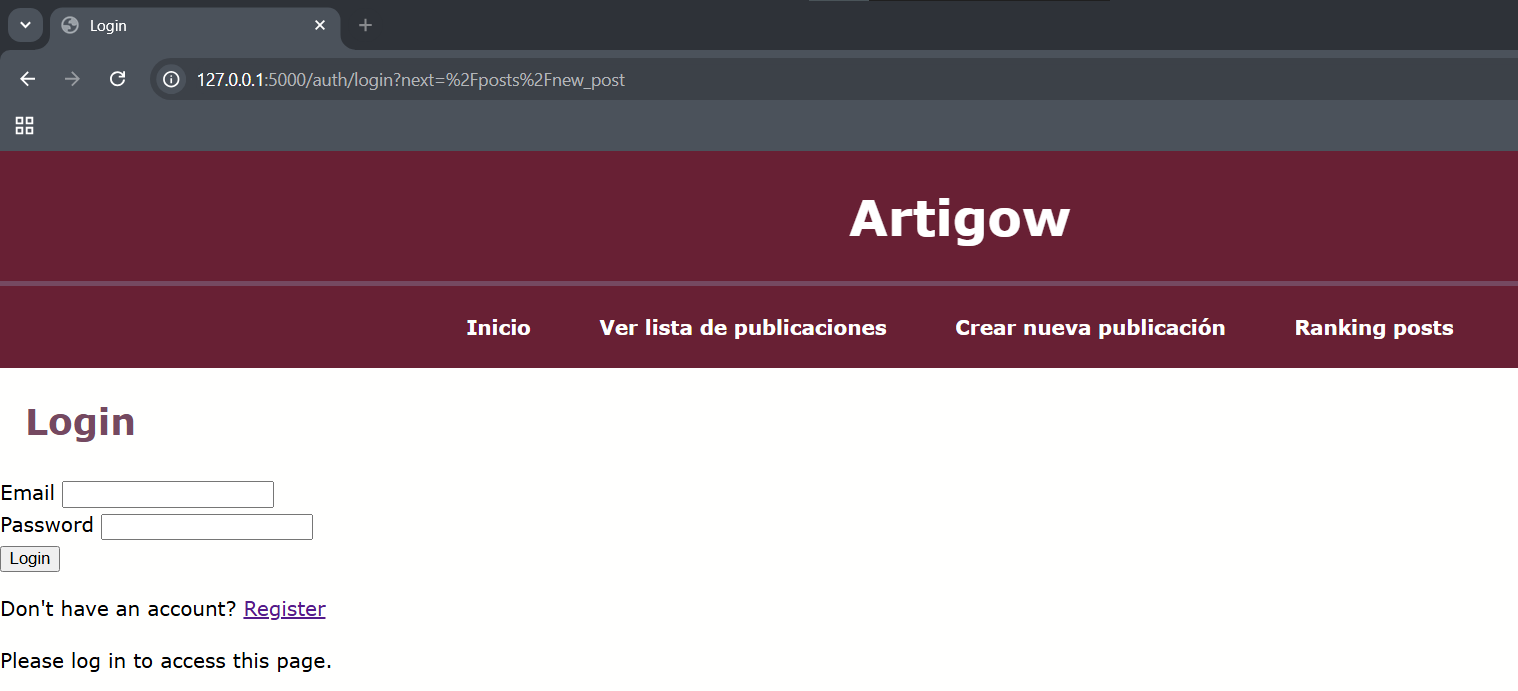 Login
127.0.0.1:5000/auth/login?next=%2Fposts%2Fnew_post
Artigow
Inicio Ver lista de publicaciones Crear nueva publicación Ranking posts
Login
Email
Password
Login
Don't have an account? Register
Please log in to access this page.